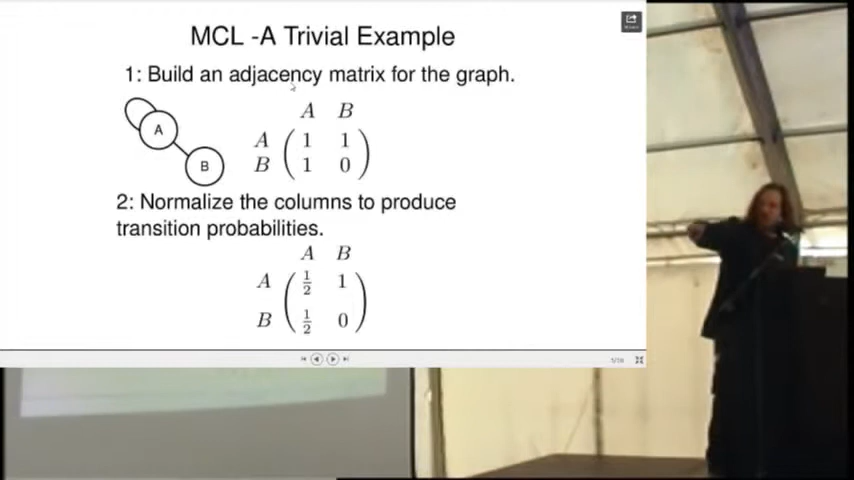 MCL -A Trivial Example
1: Build an adjacency matrix for the graph.
A B
A 1 1
B 1 0
A
B
2: Normalize the columns to produce
transition probabilities.
A B
A 1/2 1
B 1/2 0